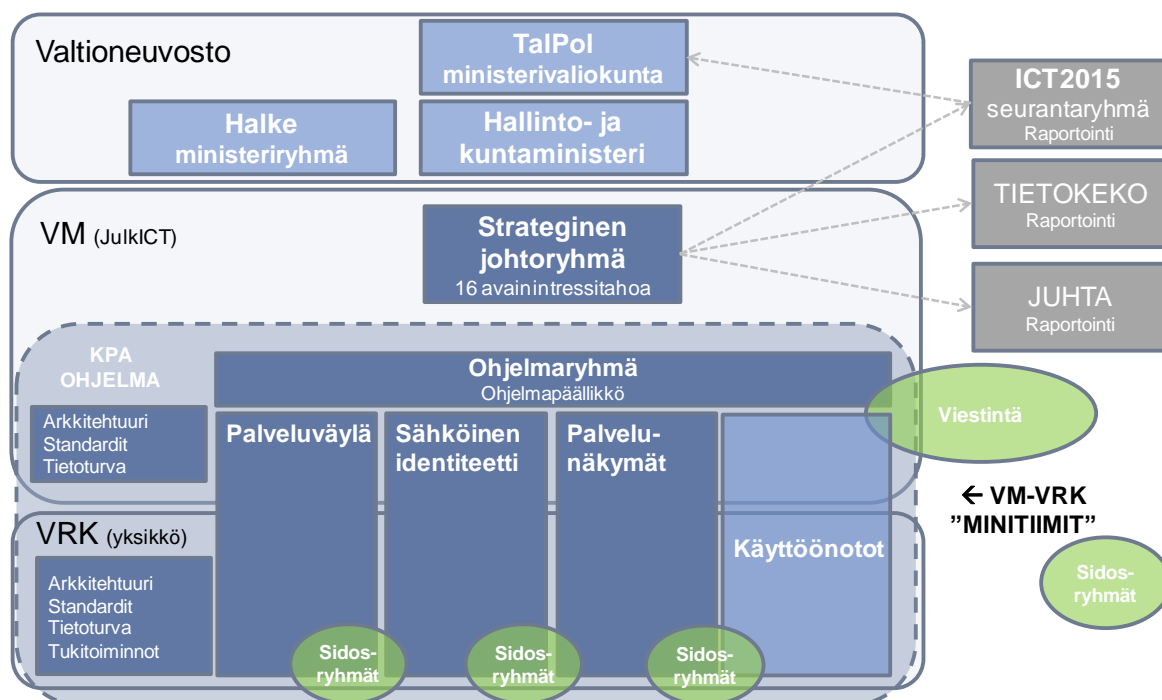 Valtioneuvosto
TalPol
ministerivaliokunta
Halke
ministeriryhmä
Hallinto- ja
kuntaministeri
ICT2015
seurantaryhmä
Raportointi
TIETOKEKO
Raportointi
JUHTA
Raportointi
VM (JulkICT)
Strateginen
johtoryhmä
16 avainintressitahoa
KPA
OHJELMA
Ohjelmaryhmä
Ohjelmapäällikkö
Viestintä
Arkkitehtuuri
Standardit
Tietoturva
Palveluväylä
Sähköinen
identiteetti
Palvelu-
näkymät
Käyttöönotot
← VM-VRK
”MINITIIMIT”
VRK (yksikkö)
Arkkitehtuuri
Standardit
Tietoturva
Tukitoiminnot
Sidos-
ryhmät
Sidos-
ryhmät
Sidos-
ryhmät
Sidos-
ryhmät